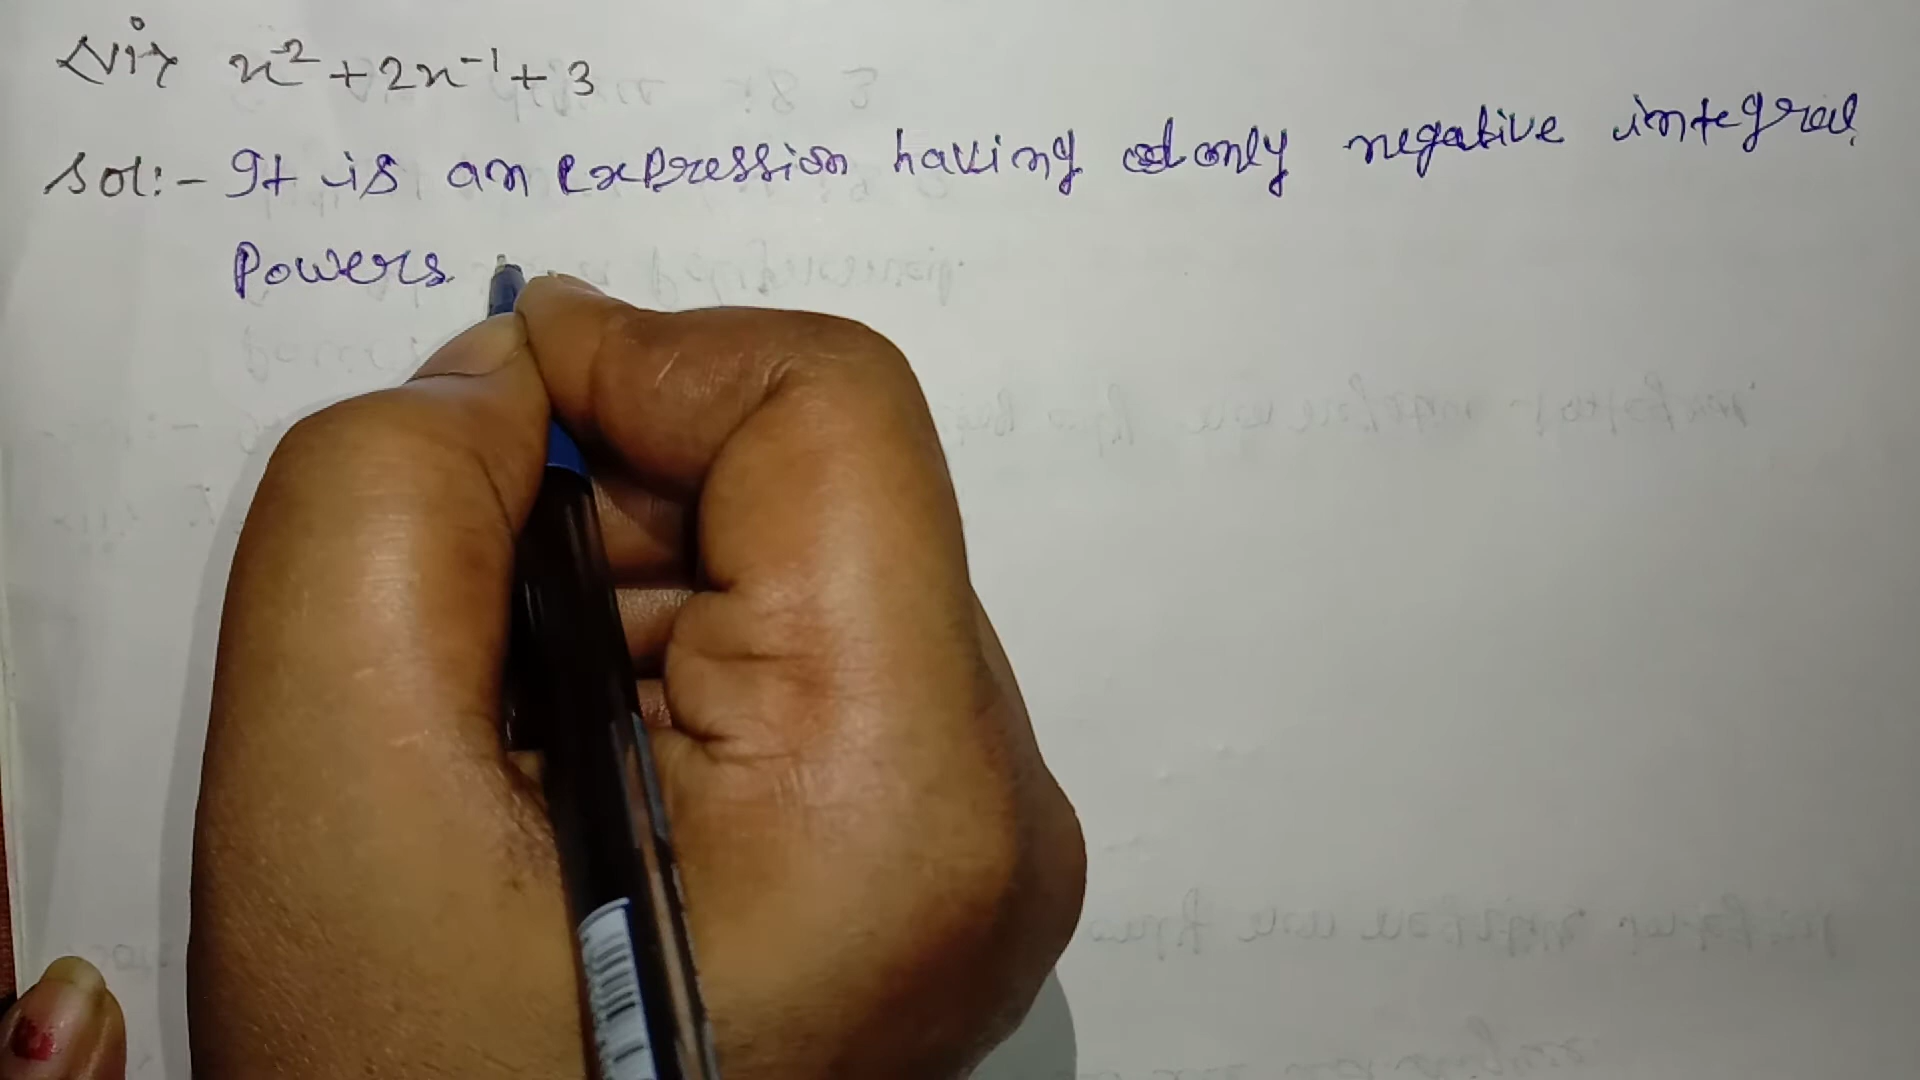 <vi> x⁻² + 2x⁻¹ + 3
Sol:- It is an expression having only negative integral
Powers